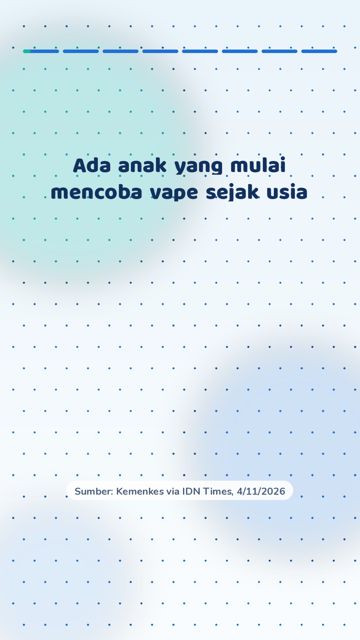 Ada anak yang mulai
mencoba vape sejak usia
Sumber: Kemenkes via IDN Times, 4/11/2026